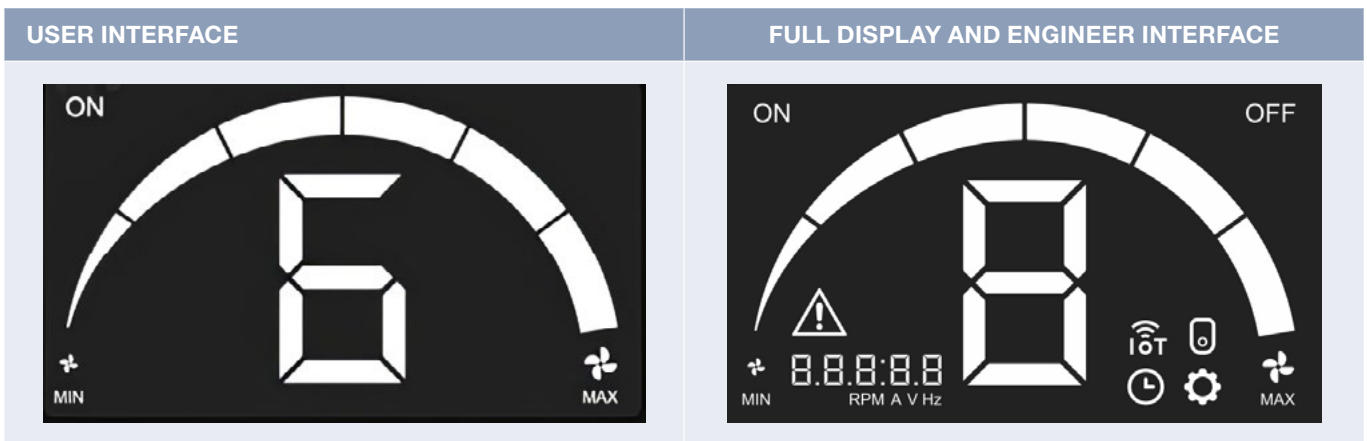 USER INTERFACE
FULL DISPLAY AND ENGINEER INTERFACE
ON
6
MIN
MAX
ON
OFF
8
IOT
8.8.8:8.8
RPM A V Hz
MIN
MAX